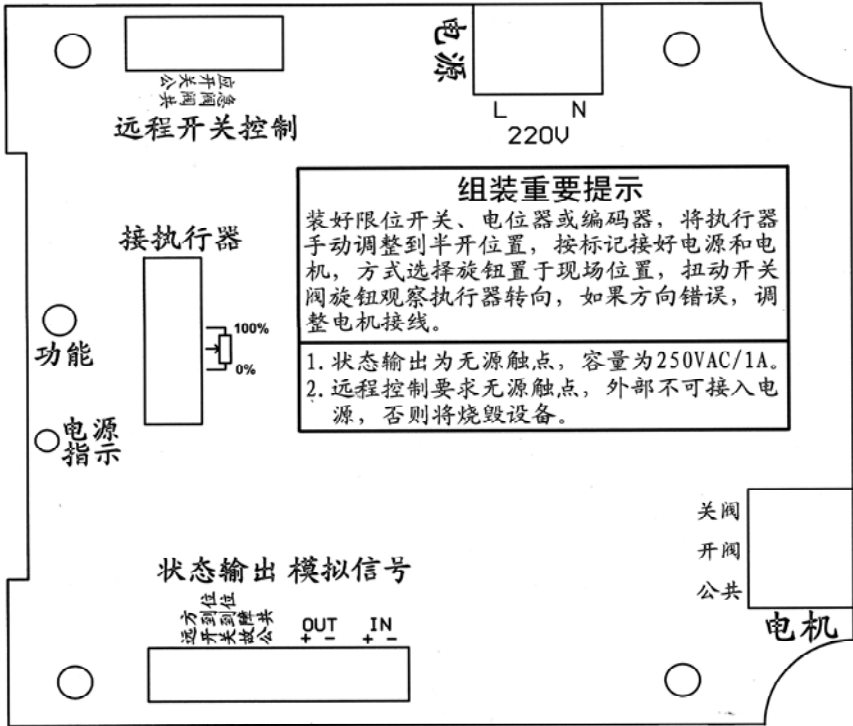 公共
关阀
开阀
应急
远程开关控制
电源
L N
220V
组装重要提示
装好限位开关、电位器或编码器，将执行器
手动调整到半开位置，按标记接好电源和电
机，方式选择旋钮置于现场位置，扭动开关
阀旋钮观察执行器转向，如果方向错误，调
整电机接线。
1. 状态输出为无源触点，容量为250VAC/1A。
2. 远程控制要求无源触点，外部不可接入电
源，否则将烧毁设备。
接执行器
100%
0%
功能
电源
指示
关阀
开阀
公共
电机
状态输出 模拟信号
远方
开到位
关到位
故障
公共
OUT IN
+ - + -